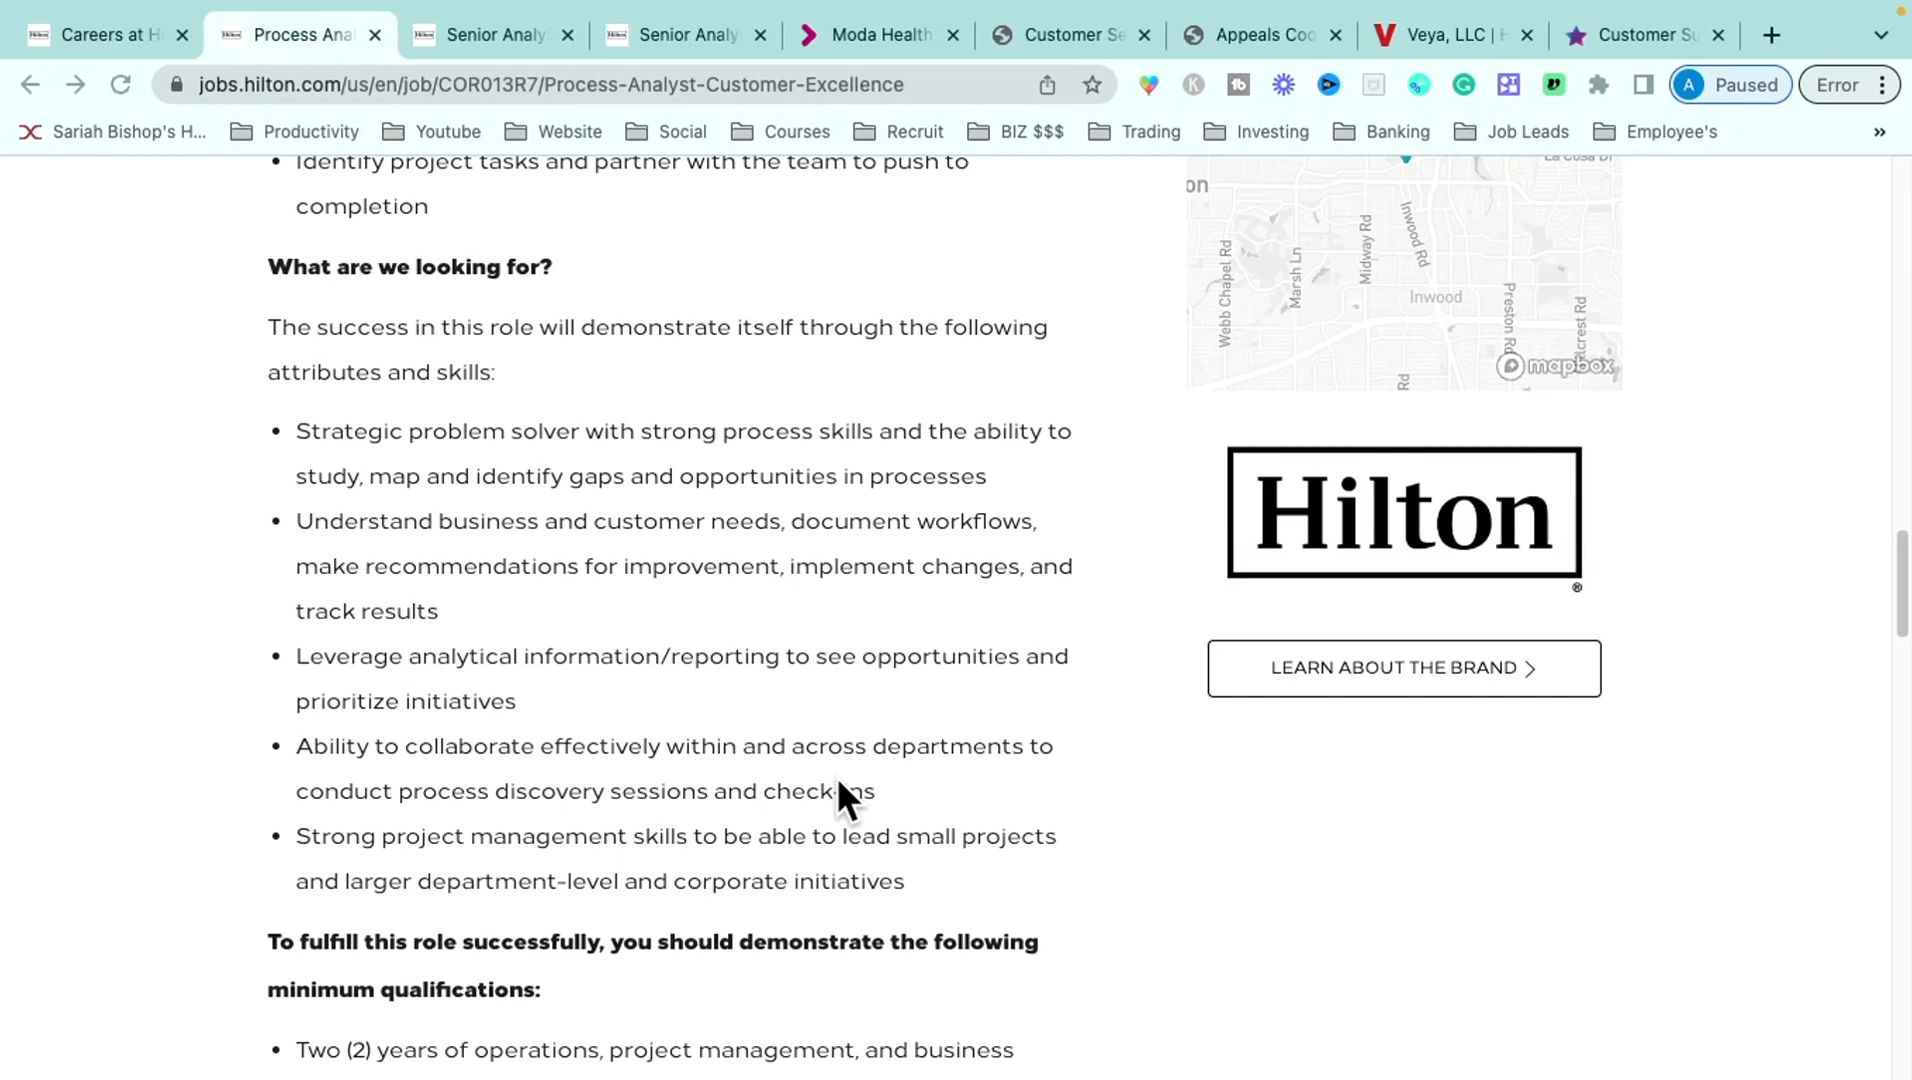 Careers at Hi
Process Anal
Senior Analys
Senior Analys
Moda Health
Customer Se
Appeals Coo
Veya, LLC | H
Customer Su
jobs.hilton.com/us/en/job/COR013R7/Process-Analyst-Customer-Excellence
A
Paused
Error
Sariah Bishop's H...
Productivity
Youtube
Website
Social
Courses
Recruit
BIZ $$$
Trading
Investing
Banking
Job Leads
Employee's
»
• Identify project tasks and partner with the team to push to
completion
What are we looking for?
The success in this role will demonstrate itself through the following
attributes and skills:
• Strategic problem solver with strong process skills and the ability to
study, map and identify gaps and opportunities in processes
• Understand business and customer needs, document workflows,
make recommendations for improvement, implement changes, and
track results
• Leverage analytical information/reporting to see opportunities and
prioritize initiatives
• Ability to collaborate effectively within and across departments to
conduct process discovery sessions and check-ins
• Strong project management skills to be able to lead small projects
and larger department-level and corporate initiatives
To fulfill this role successfully, you should demonstrate the following
minimum qualifications:
• Two (2) years of operations, project management, and business
La Cosa Dr
on
Webb Chapel Rd
Marsh Ln
Midway Rd
Inwood Rd
Inwood
Preston Rd
Hillcrest Rd
Rd
mapbox
Hilton
®
LEARN ABOUT THE BRAND >